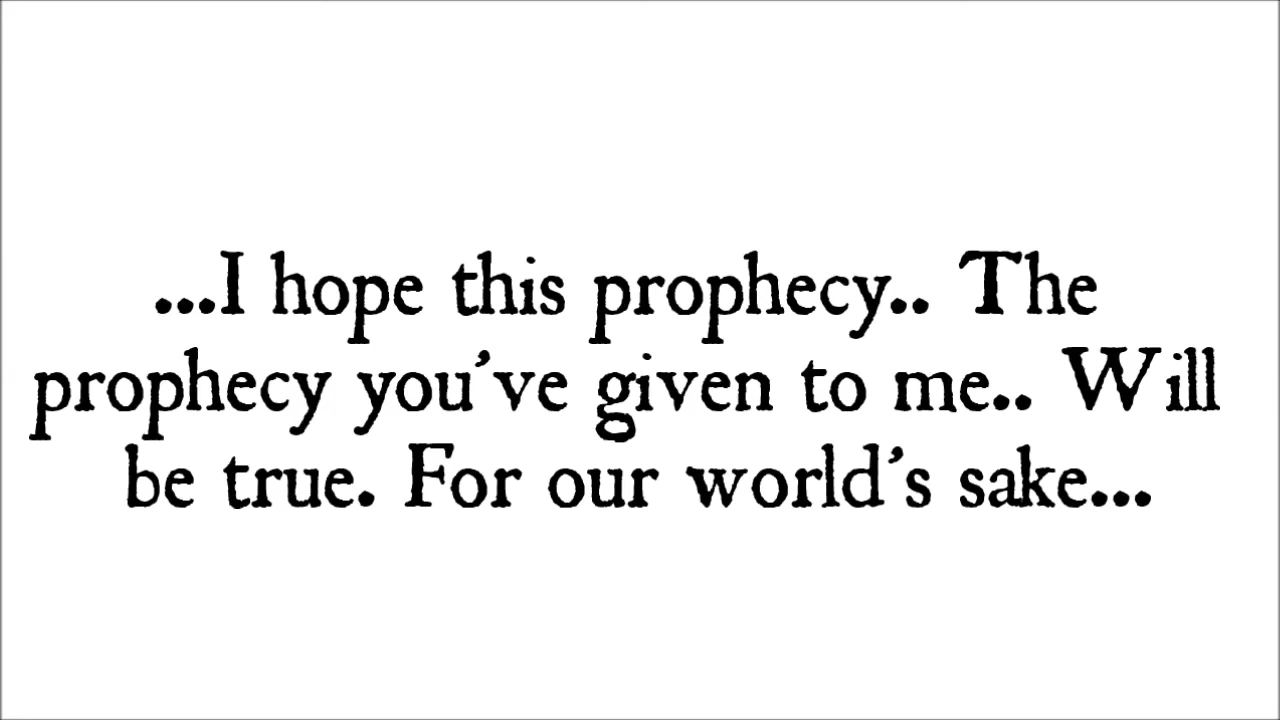 ...I hope this prophecy.. The
prophecy you've given to me.. Will
be true. For our world's sake...